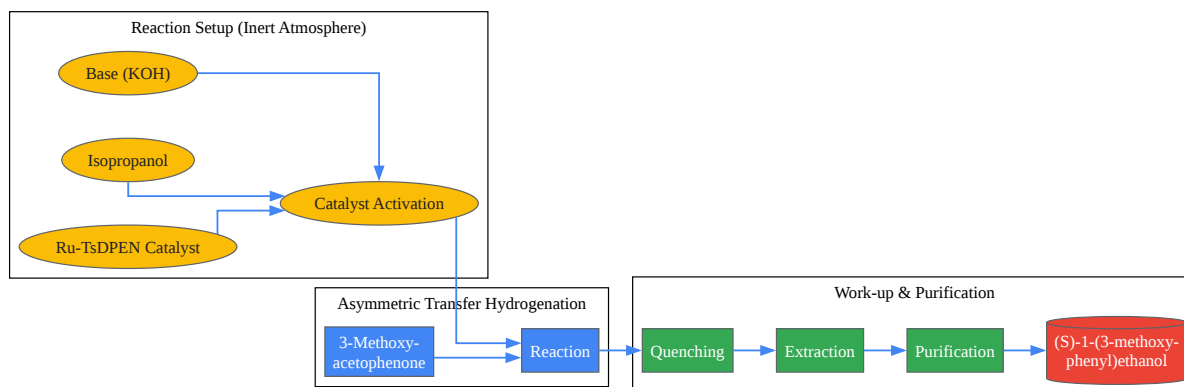 Reaction Setup (Inert Atmosphere)
Base (KOH)
Isopropanol
Catalyst Activation
Ru-TsDPEN Catalyst
Asymmetric Transfer Hydrogenation
3-Methoxy-
acetophenone
Reaction
Work-up & Purification
Quenching
Extraction
Purification
(S)-1-(3-methoxy-
phenyl)ethanol